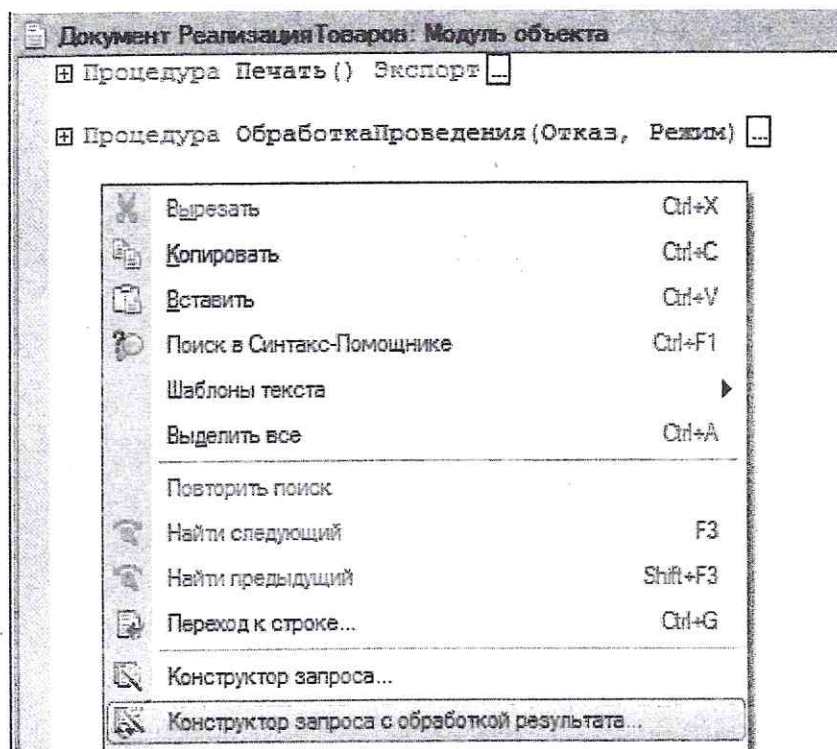 Документ РеализацияТоваров: Модуль объекта
Процедура Печать() Экспорт ...
Процедура ОбработкаПроведения(Отказ, Режим) ...
Вырезать Ctrl+X
Копировать Ctrl+C
Вставить Ctrl+V
Поиск в Синтакс-Помощнике Ctrl+F1
Шаблоны текста
Выделить все Ctrl+A
Повторить поиск
Найти следующий F3
Найти предыдущий Shift+F3
Переход к строке... Ctrl+G
Конструктор запроса...
Конструктор запроса с обработкой результата...